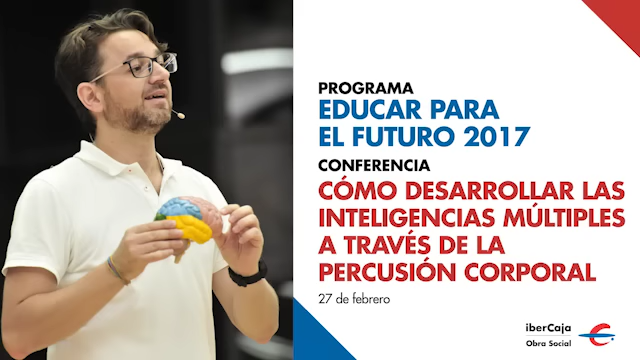 PROGRAMA
EDUCAR PARA
EL FUTURO 2017
CONFERENCIA
CÓMO DESARROLLAR LAS
INTELIGENCIAS MÚLTIPLES
A TRAVÉS DE LA
PERCUSIÓN CORPORAL
27 de febrero
iberCaja
Obra Social